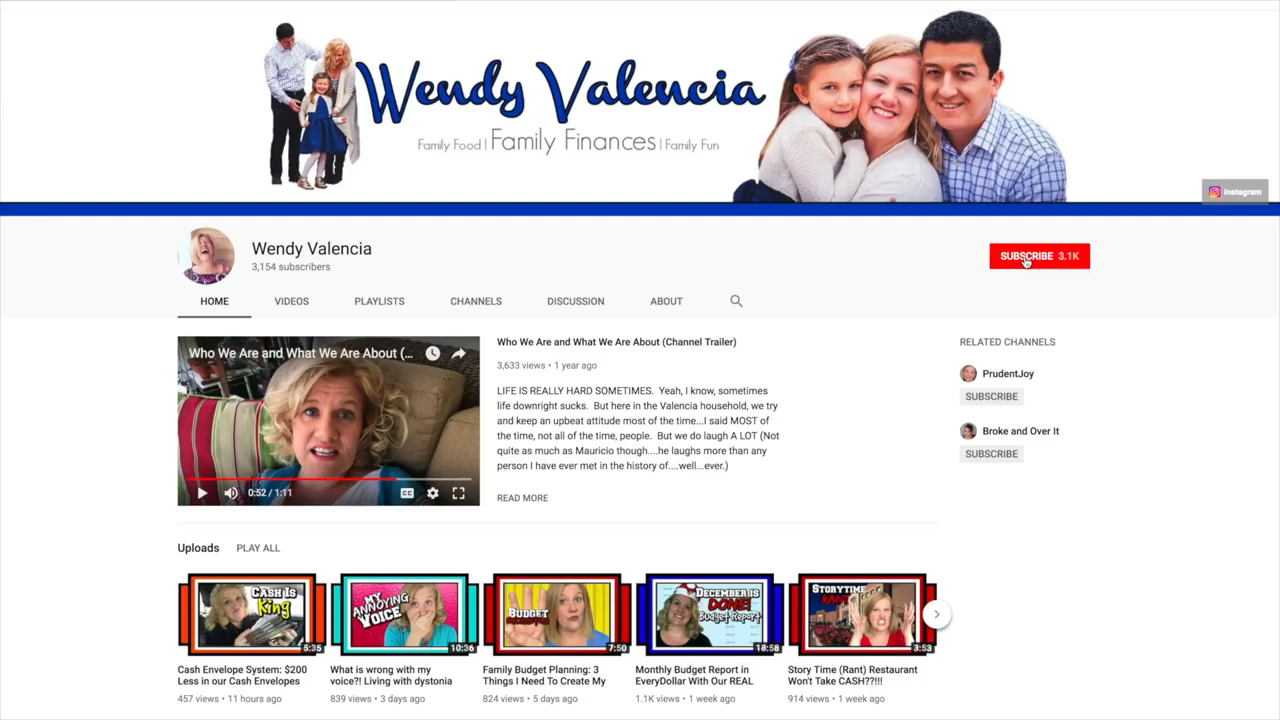 Wendy Valencia
Family Food | Family Finances | Family Fun
Instagram
Wendy Valencia
3,154 subscribers
SUBSCRIBE 3.1K
HOME VIDEOS PLAYLISTS CHANNELS DISCUSSION ABOUT
Who We Are and What We Are About (...
0:52 / 1:11
CC
Who We Are and What We Are About (Channel Trailer)
3,633 views • 1 year ago
LIFE IS REALLY HARD SOMETIMES. Yeah, I know, sometimes
life downright sucks. But here in the Valencia household, we try
and keep an upbeat attitude most of the time...I said MOST of
the time, not all of the time, people. But we do laugh A LOT (Not
quite as much as Mauricio though....he laughs more than any
person I have ever met in the history of....well...ever.)
READ MORE
RELATED CHANNELS
PrudentJoy
SUBSCRIBE
Broke and Over It
SUBSCRIBE
Uploads PLAY ALL
CASH IS
King
5:35
Cash Envelope System: $200
Less in our Cash Envelopes
457 views • 11 hours ago
MY
ANNOYING
VOICE
10:36
What is wrong with my
voice?! Living with dystonia
839 views • 3 days ago
BUDGET
7:50
Family Budget Planning: 3
Things I Need To Create My
824 views • 5 days ago
DECEMBER IS
DONE!
Budget Report
18:58
Monthly Budget Report in
EveryDollar With Our REAL
1.1K views • 1 week ago
STORYTIME
RANT
3:53
Story Time (Rant) Restaurant
Won't Take CASH??!!!
914 views • 1 week ago